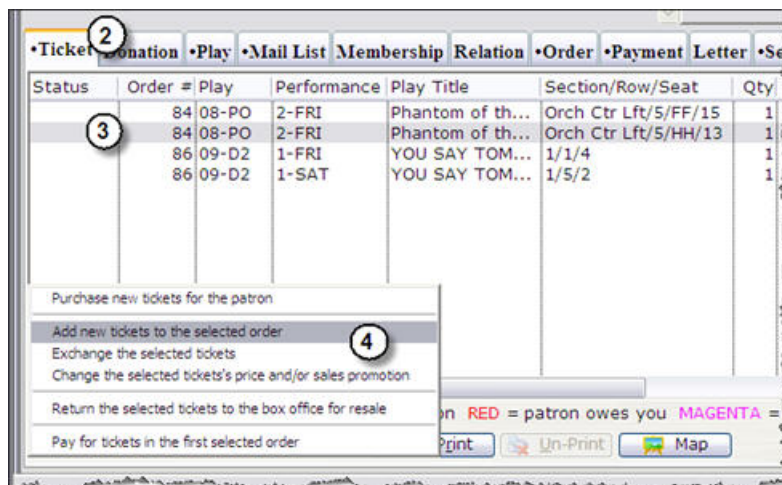 2
•Ticket Donation •Play •Mail List Membership Relation •Order •Payment Letter
Status Order # Play Performance Play Title Section/Row/Seat Qty
84 08-PO 2-FRI Phantom of th... Orch Ctr Lft/5/FF/15 1
3
84 08-PO 2-FRI Phantom of th... Orch Ctr Lft/5/HH/13 1
86 09-D2 1-FRI YOU SAY TOM... 1/1/4 1
86 09-D2 1-SAT YOU SAY TOM... 1/5/2 1
Purchase new tickets for the patron
Add new tickets to the selected order
4
Exchange the selected tickets
Change the selected tickets's price and/or sales promotion
Return the selected tickets to the box office for resale
RED = patron owes you MAGENTA =
Pay for tickets in the first selected order
Print Un-Print Map